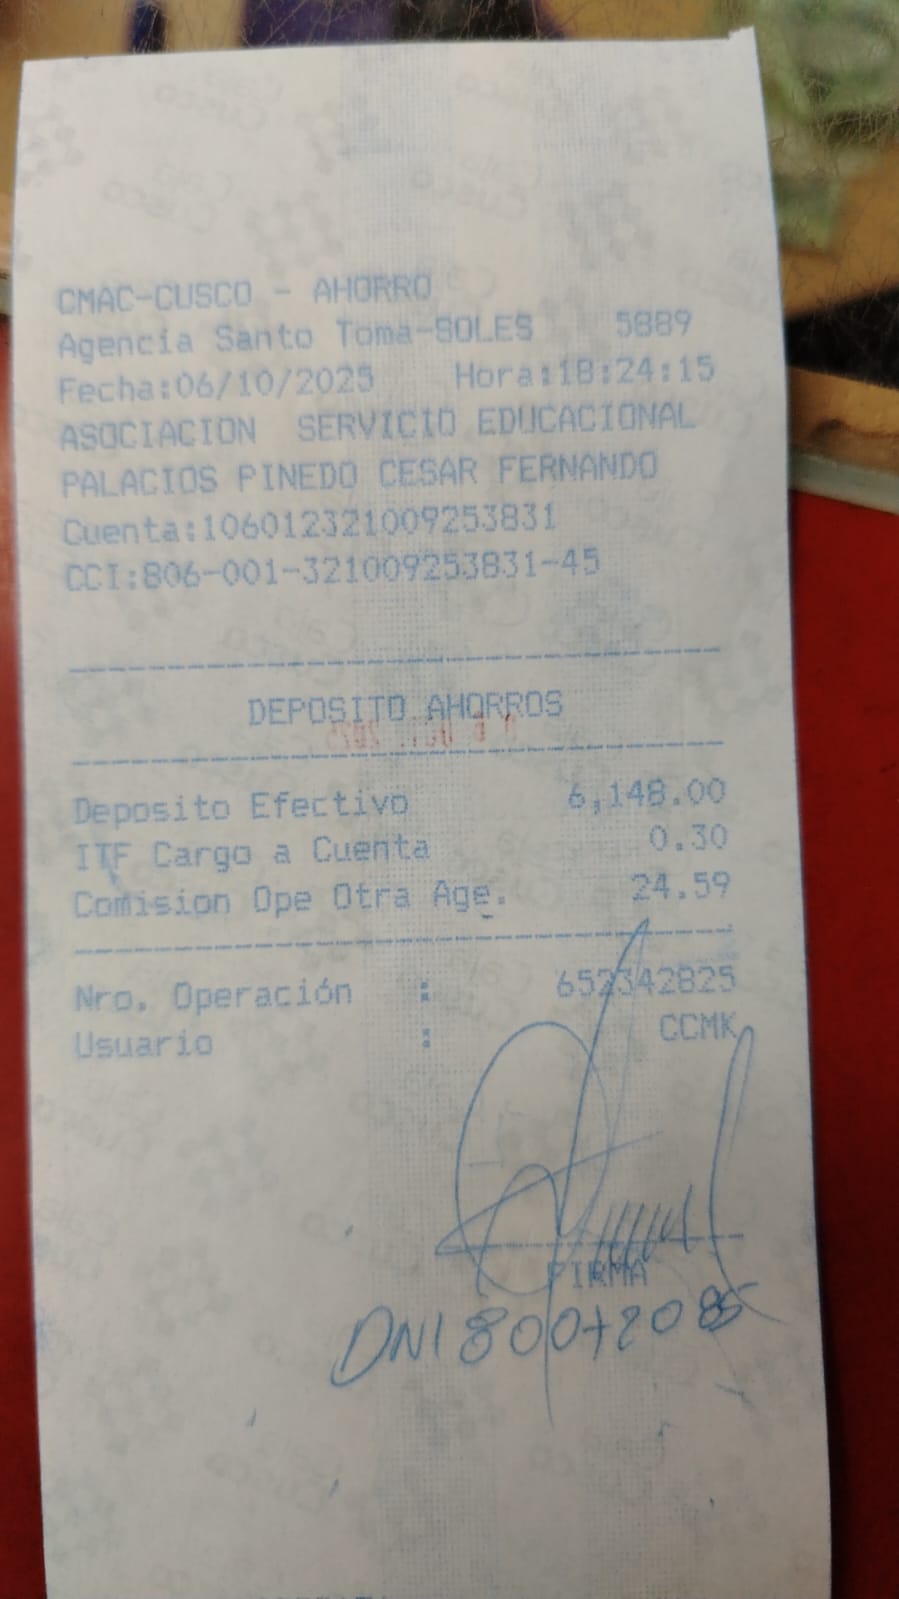 CMAC-CUSCO - AHORRO
Agencia Santo Toma-SOLES 5889
Fecha:06/10/2025 Hora:18:24:15
ASOCIACION SERVICIO EDUCACIONAL
PALACIOS PINEDO CESAR FERNANDO
Cuenta:106012321009253831
CCI:806-001-321009253831-45
DEPOSITO AHORROS
Deposito Efectivo 6,148.00
ITF Cargo a Cuenta 0.30
Comision Ope Otra Age. 24.59
Nro. Operación : 652342825
Usuario : CCMK
FIRMA
DNI